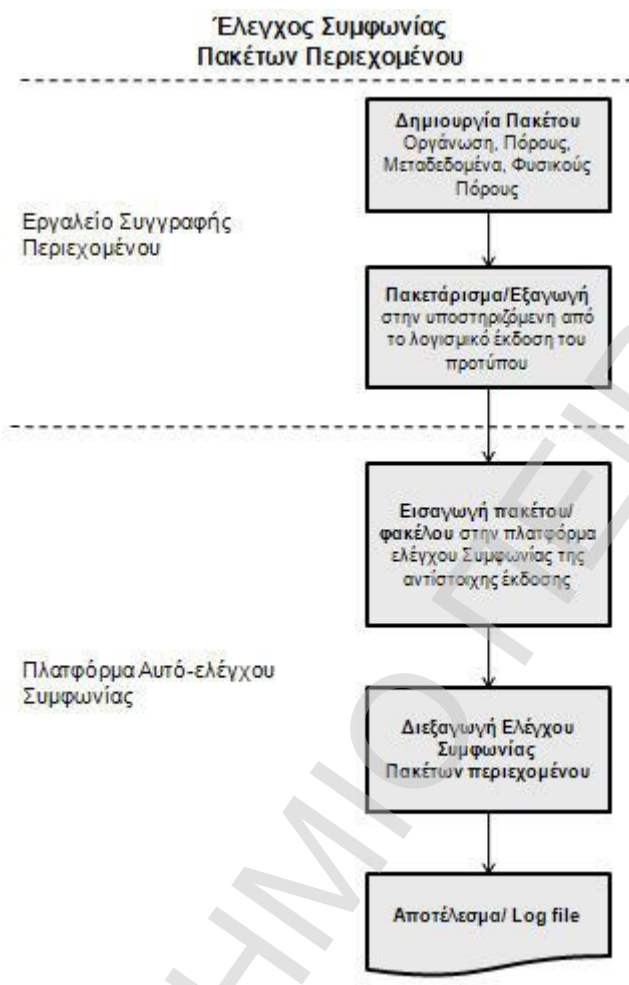 Έλεγχος Συμφωνίας
Πακέτων Περιεχομένου
Δημιουργία Πακέτου
Οργάνωση, Πόρους,
Μεταδεδομένα, Φυσικούς
Πόρους
Εργαλείο Συγγραφής
Περιεχομένου
Πακετάρισμα/Εξαγωγή
στην υποστηριζόμενη από
το λογισμικό έκδοση του
προτύπου
Εισαγωγή πακέτου/
φακέλου στην πλατφόρμα
ελέγχου Συμφωνίας της
αντίστοιχης έκδοσης
Πλατφόρμα Αυτό-ελέγχου
Συμφωνίας
Διεξαγωγή Ελέγχου
Συμφωνίας
Πακέτων περιεχομένου
Αποτέλεσμα/ Log file